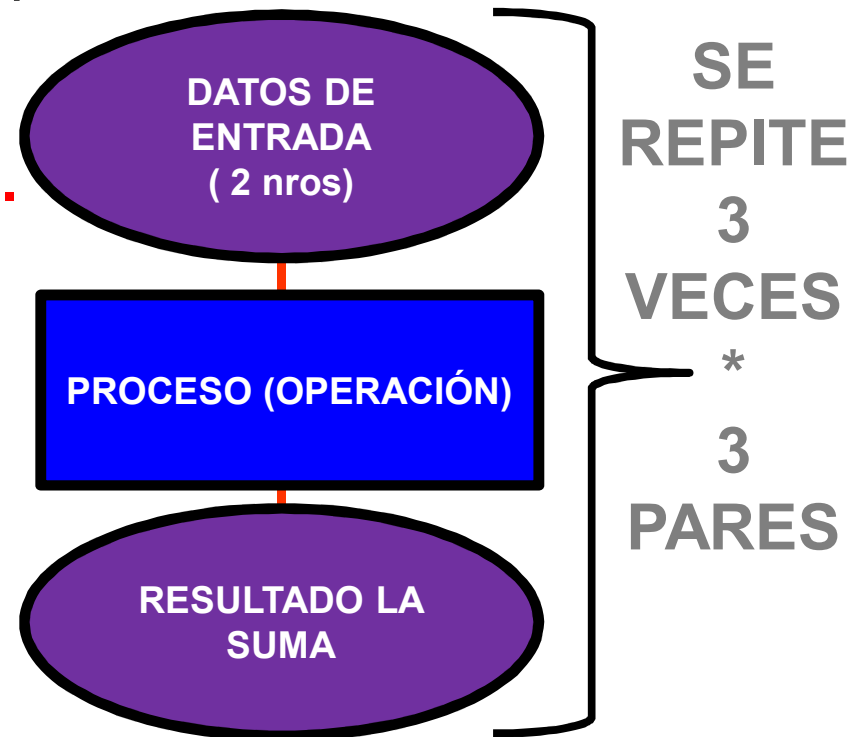 DATOS DE
ENTRADA
( 2 nros)
PROCESO (OPERACIÓN)
RESULTADO LA
SUMA
SE
REPITE
3
VECES
*
3
PARES